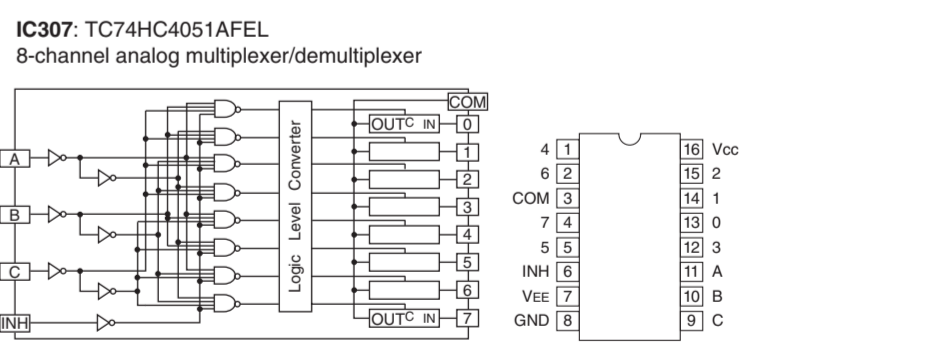 IC307: TC74HC4051AFEL
8-channel analog multiplexer/demultiplexer
COM
OUT C IN 0
1
A
2
3
B
4
5
C
6
INH
OUT C IN 7
Logic Level Converter
4 1 16 Vcc
6 2 15 2
COM 3 14 1
7 4 13 0
5 5 12 3
INH 6 11 A
VEE 7 10 B
GND 8 9 C